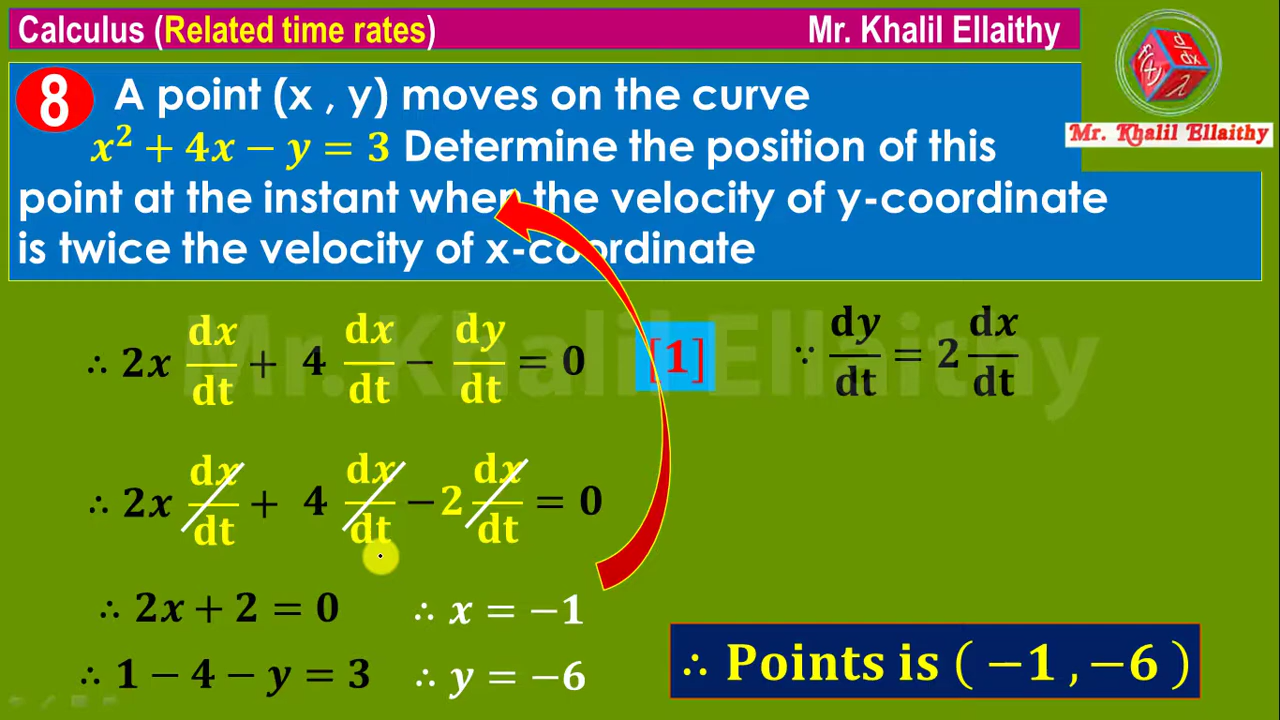 Calculus (Related time rates) Mr. Khalil Ellaithy
d/dx
f(x)
λ
Mr. Khalil Ellaithy
8 A point (x , y) moves on the curve
x² + 4x − y = 3 Determine the position of this
point at the instant when the velocity of y-coordinate
is twice the velocity of x-coordinate
Mr. Khalil Ellaithy
∴ 2x dx/dt + 4 dx/dt − dy/dt = 0 [1] ∵ dy/dt = 2 dx/dt
∴ 2x dx/dt + 4 dx/dt − 2 dx/dt = 0
∴ 2x + 2 = 0 ∴ x = −1
∴ 1 − 4 − y = 3 ∴ y = −6
∴ Points is ( −1 , −6 )